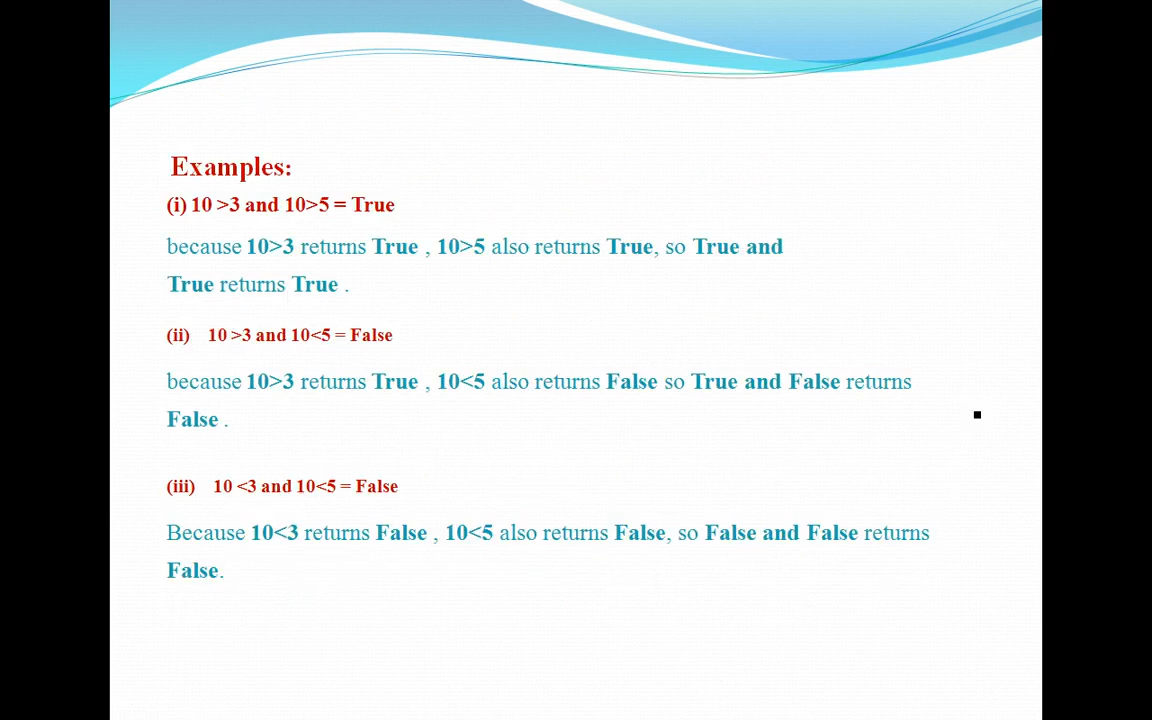 Examples:
(i) 10 >3 and 10>5 = True
because 10>3 returns True , 10>5 also returns True, so True and
True returns True .
(ii) 10 >3 and 10<5 = False
because 10>3 returns True , 10<5 also returns False so True and False returns
False .
(iii) 10 <3 and 10<5 = False
Because 10<3 returns False , 10<5 also returns False, so False and False returns
False.